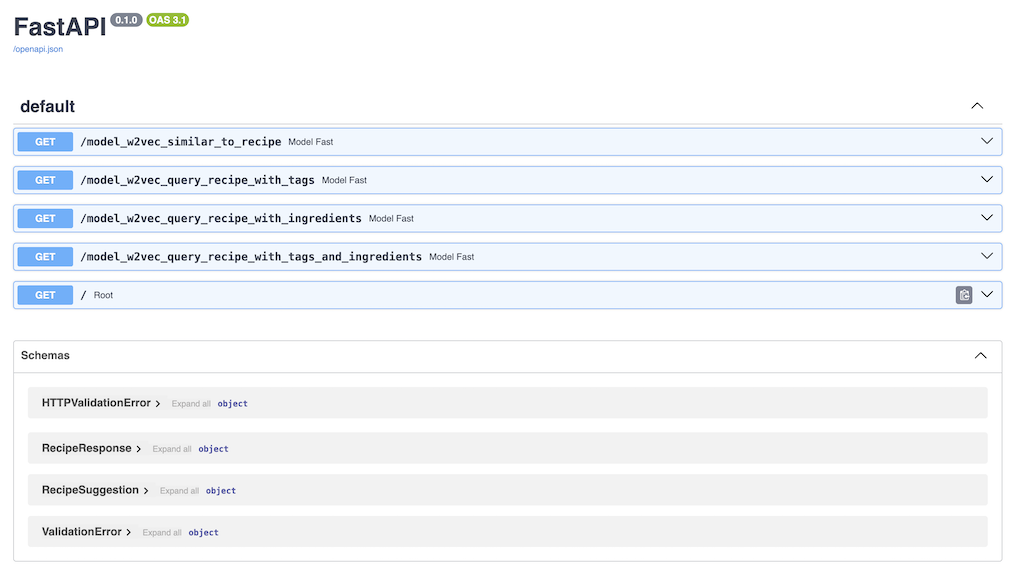 FastAPI 0.1.0 OAS 3.1
/openapi.json
default
GET /model_w2vec_similar_to_recipe Model Fast
GET /model_w2vec_query_recipe_with_tags Model Fast
GET /model_w2vec_query_recipe_with_ingredients Model Fast
GET /model_w2vec_query_recipe_with_tags_and_ingredients Model Fast
GET / Root
Schemas
HTTPValidationError Expand all object
RecipeResponse Expand all object
RecipeSuggestion Expand all object
ValidationError Expand all object